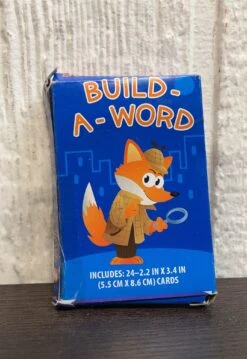 BUILD-
A-WORD
INCLUDES: 24–2.2 IN X 3.4 IN
(5.5 CM X 8.6 CM) CARDS